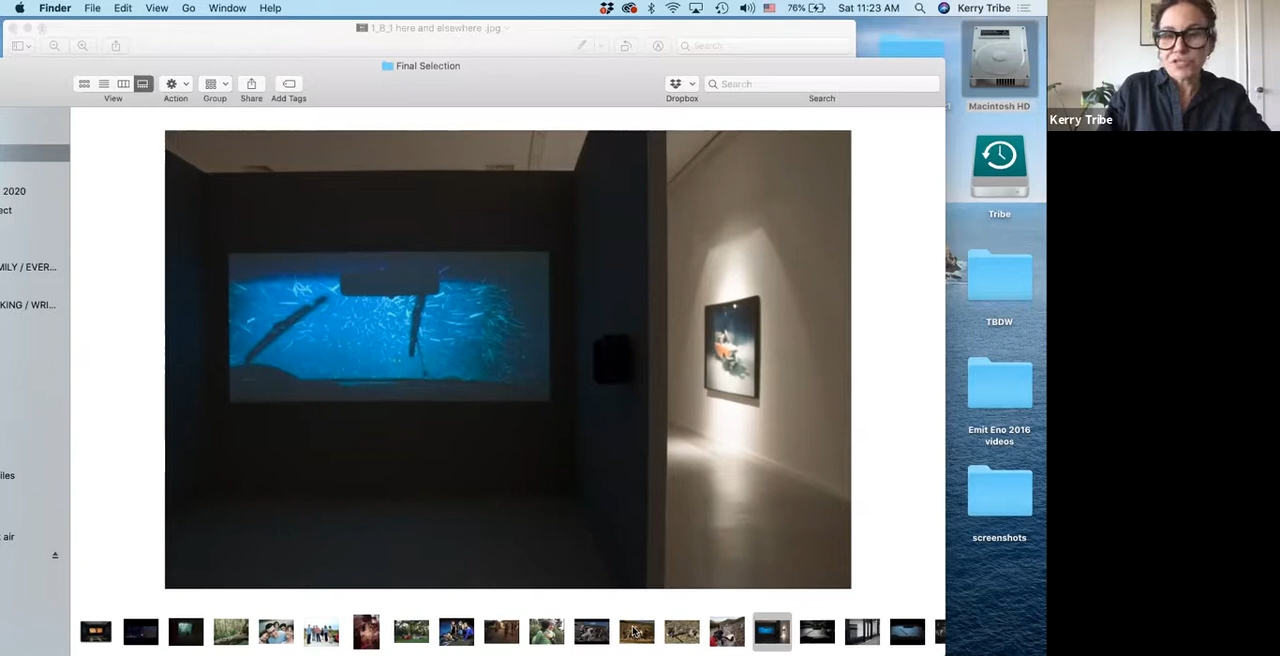 Finder File Edit View Go Window Help
76% Sat 11:23 AM Kerry Tribe
1_B_1 here and elsewhere .jpg
Search
Final Selection
Search
View Action Group Share Add Tags Dropbox Search
2020
ect
MILY / EVER...
KING / WRI...
iles
air
Macintosh HD
Tribe
TBDW
Emit Eno 2016
videos
screenshots
Kerry Tribe